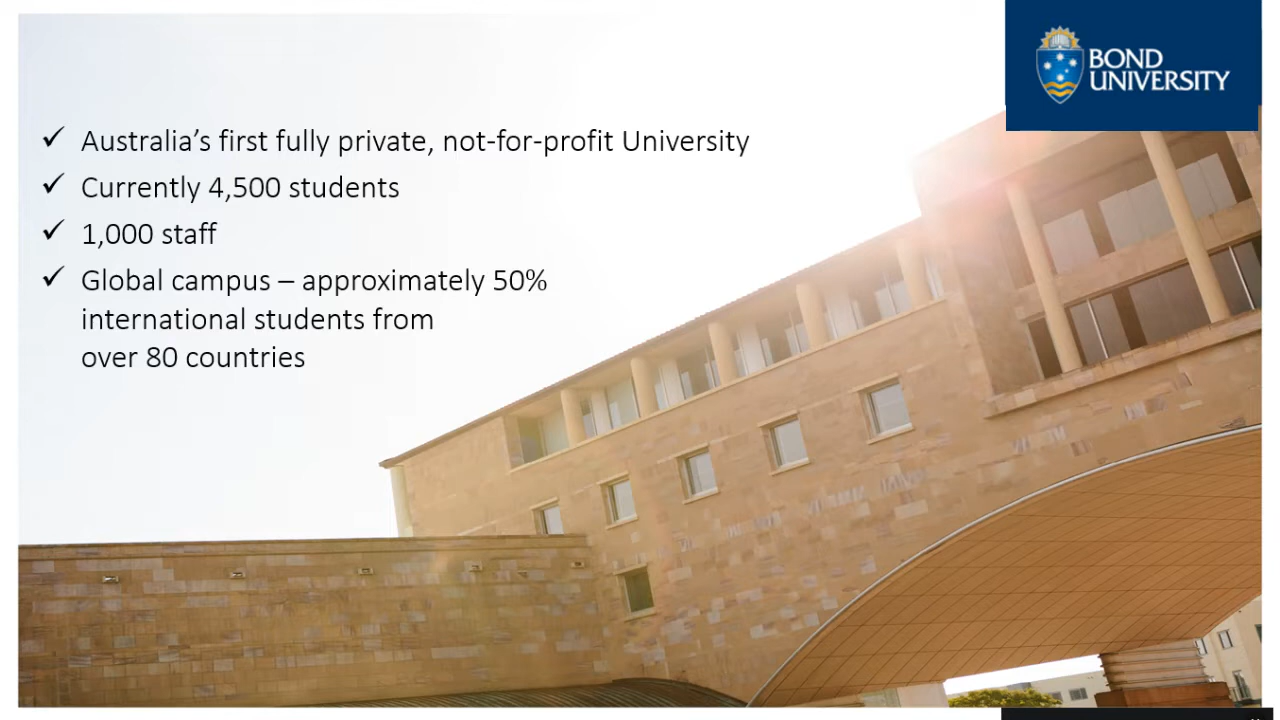 BOND
UNIVERSITY
✓ Australia’s first fully private, not-for-profit University
✓ Currently 4,500 students
✓ 1,000 staff
✓ Global campus – approximately 50%
international students from
over 80 countries